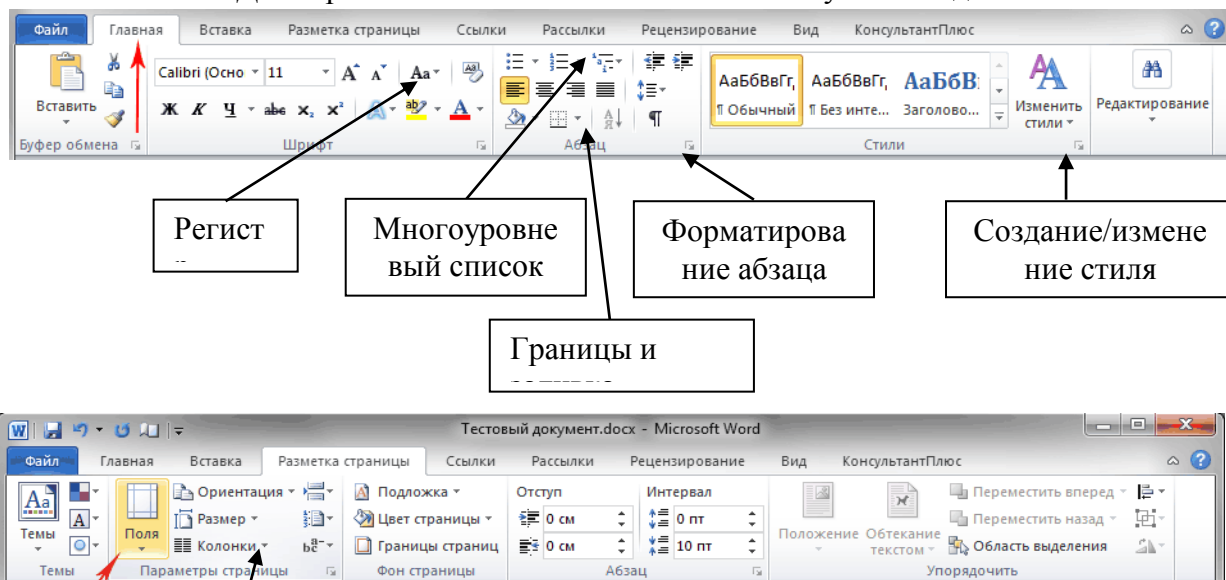 Файл Главная Вставка Разметка страницы Ссылки Рассылки Рецензирование Вид КонсультантПлюс
Calibri (Осно 11 Aa
Вставить
Ж К Ч abc x₂ x²
АаБбВвГг, АаБбВвГг, АаБбВ
¶ Обычный ¶ Без инте... Заголово...
Изменить стили
Редактирование
Буфер обмена Шрифт Абзац Стили
Регист
Многоуровне
вый список
Форматирова
ние абзаца
Создание/измене
ние стиля
Границы и
Тестовый документ.docx - Microsoft Word
Файл Главная Вставка Разметка страницы Ссылки Рассылки Рецензирование Вид КонсультантПлюс
Темы
Поля
Ориентация
Размер
Колонки
Подложка
Цвет страницы
Границы страниц
Отступ Интервал
0 см 0 пт
0 см 10 пт
Положение
Обтекание
текстом
Переместить вперед
Переместить назад
Область выделения
Темы Параметры страницы Фон страницы Абзац Упорядочить